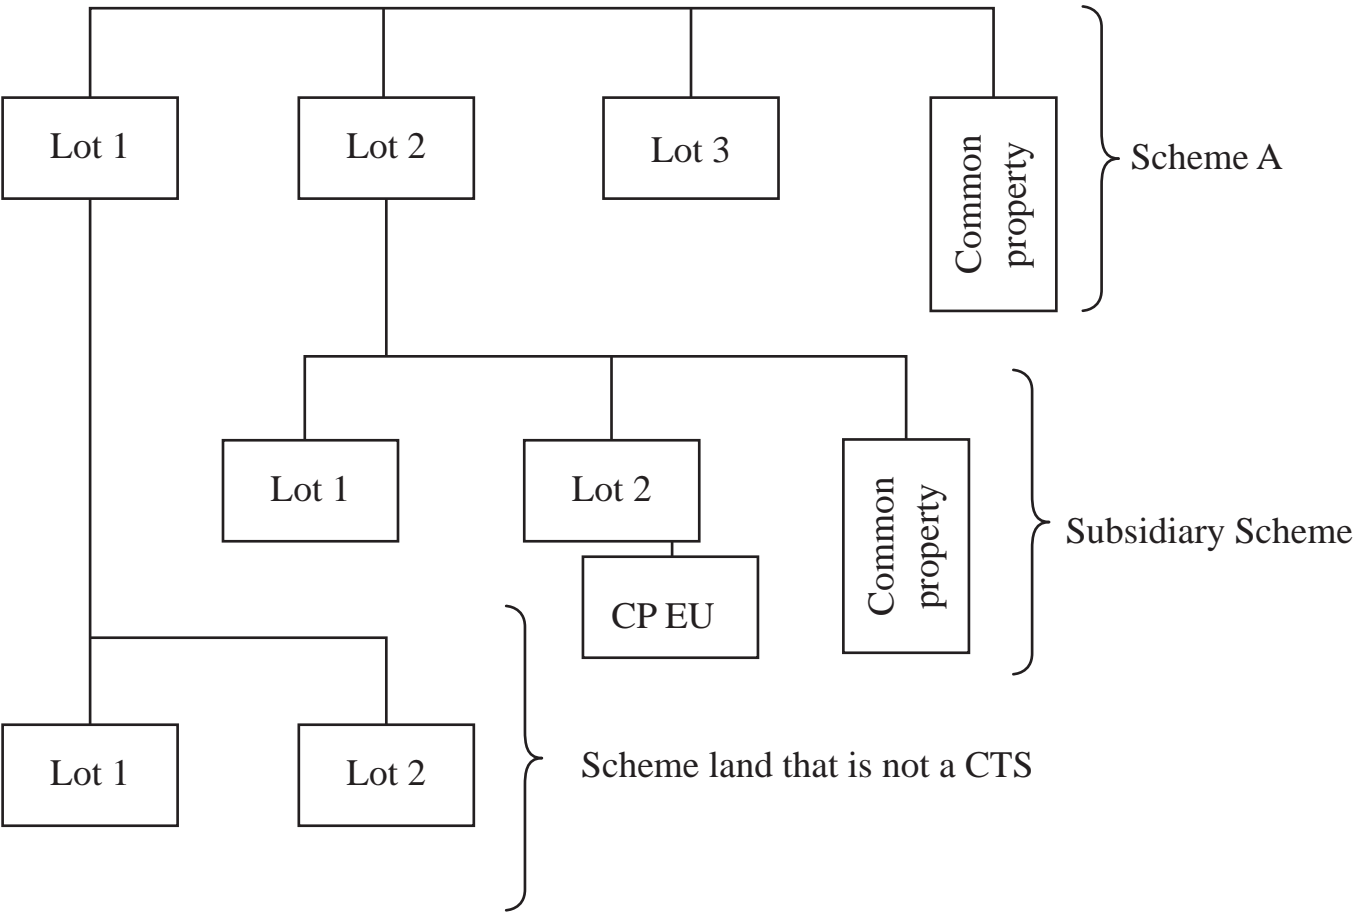 Lot 1
Lot 2
Lot 3
Common
property
Scheme A
Lot 1
Lot 2
Common
property
Subsidiary Scheme
CP EU
Lot 1
Lot 2
Scheme land that is not a CTS